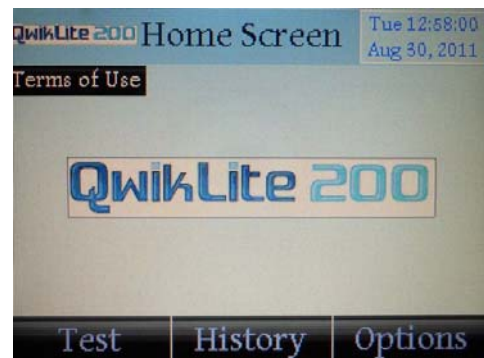 QwikLite 200 Home Screen
Tue 12:58:00
Aug 30, 2011
Terms of Use
QwikLite 200
Test History Options